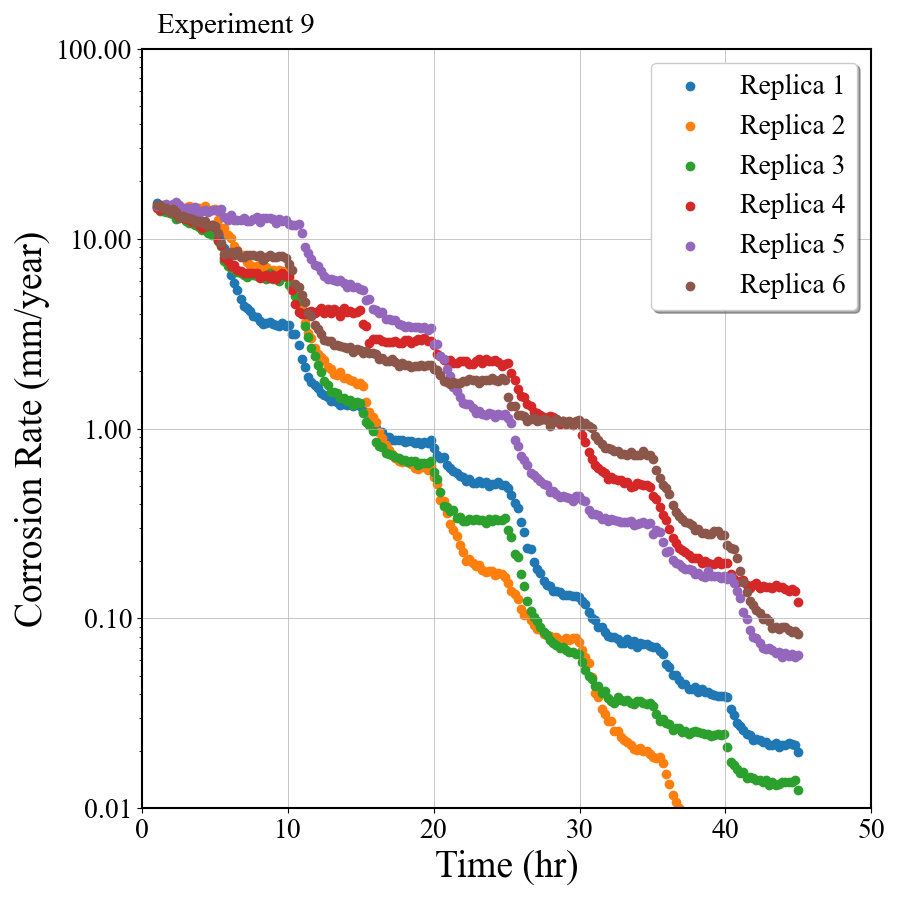 Experiment 9
100.00
10.00
1.00
0.10
0.01
Corrosion Rate (mm/year)
Replica 1
Replica 2
Replica 3
Replica 4
Replica 5
Replica 6
0 10 20 30 40 50
Time (hr)